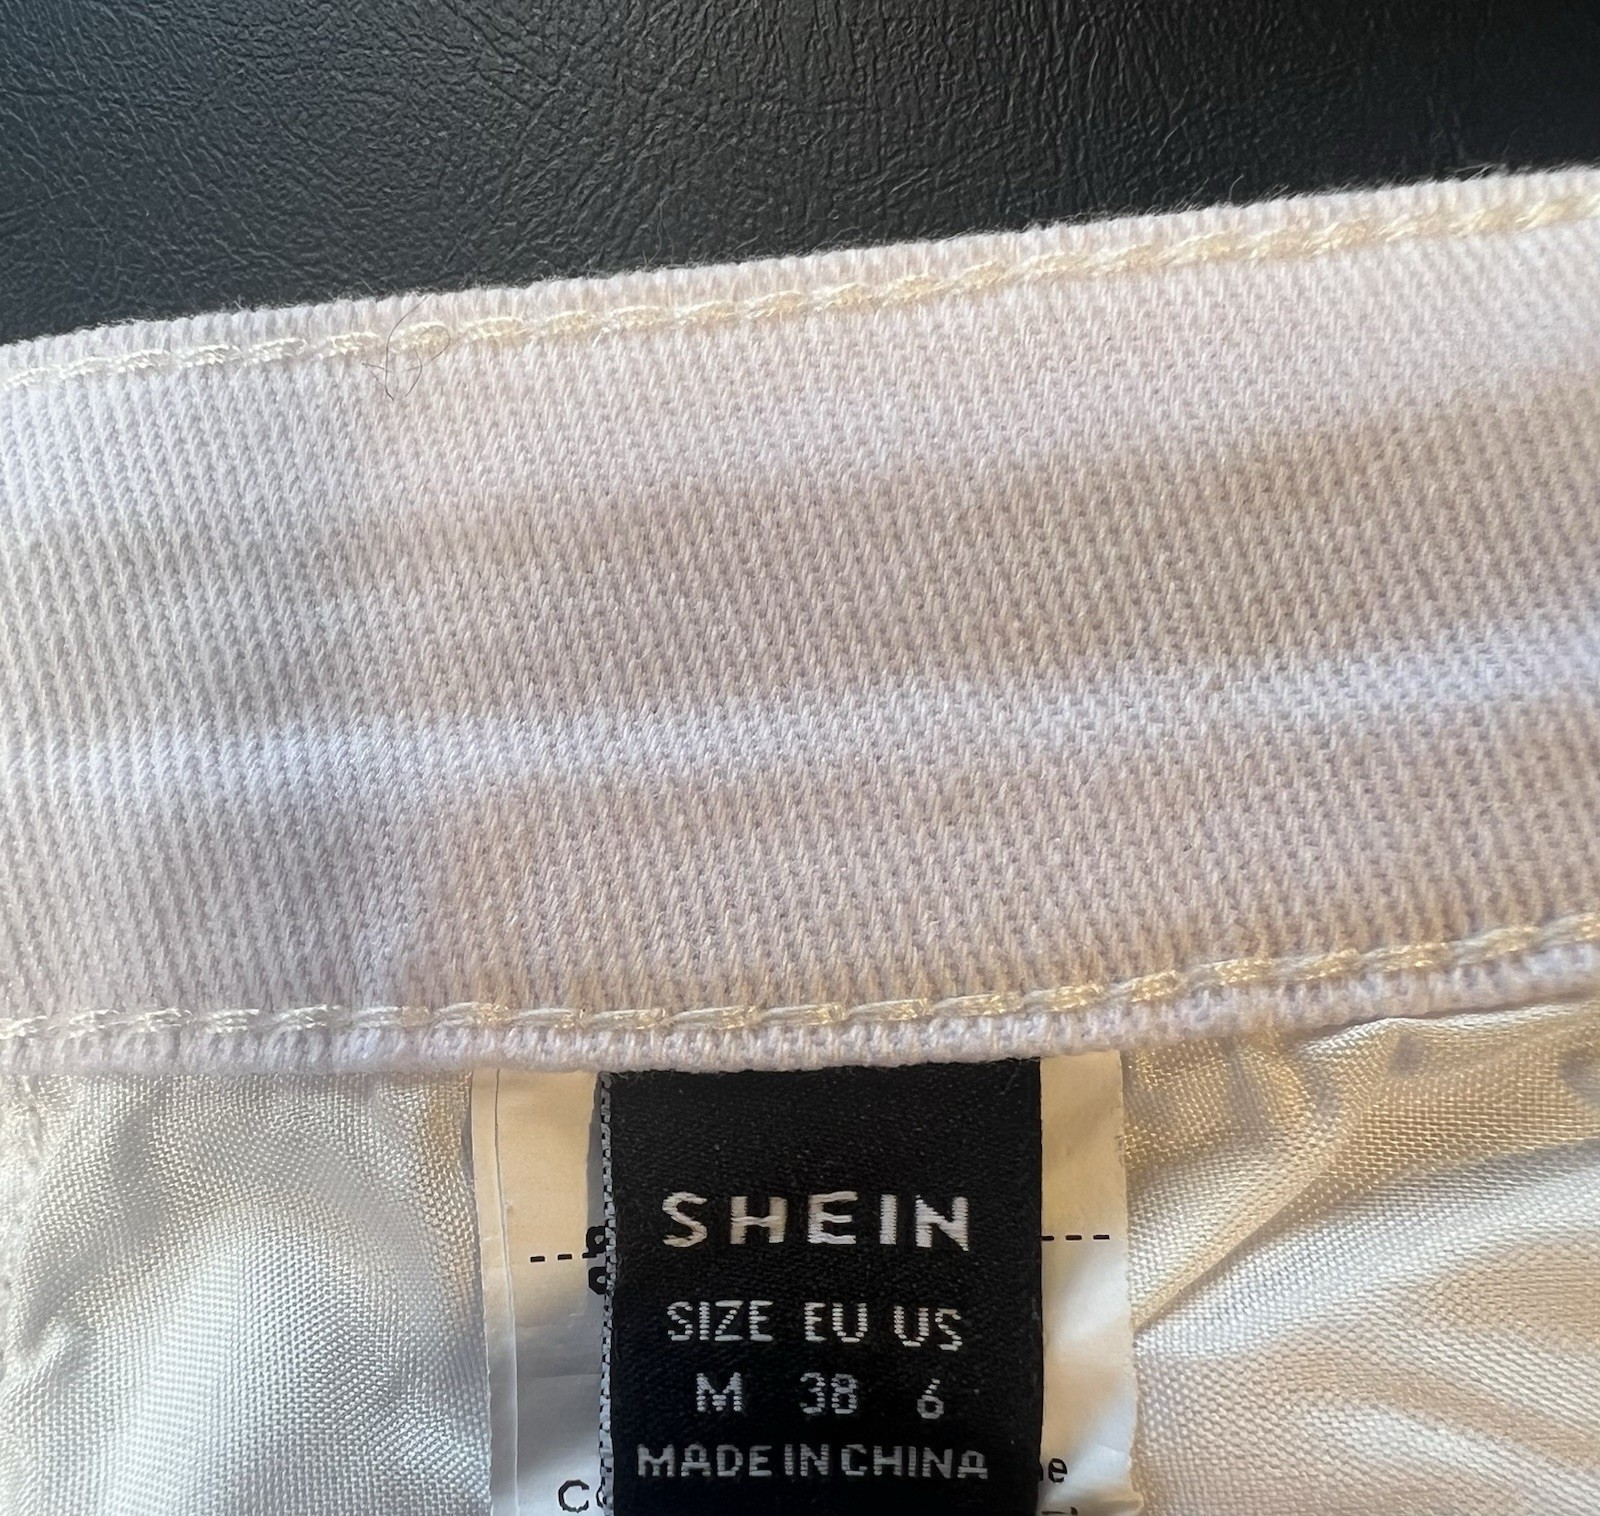 SHEIN
SIZE EU US
M 38 6
MADE IN CHINA